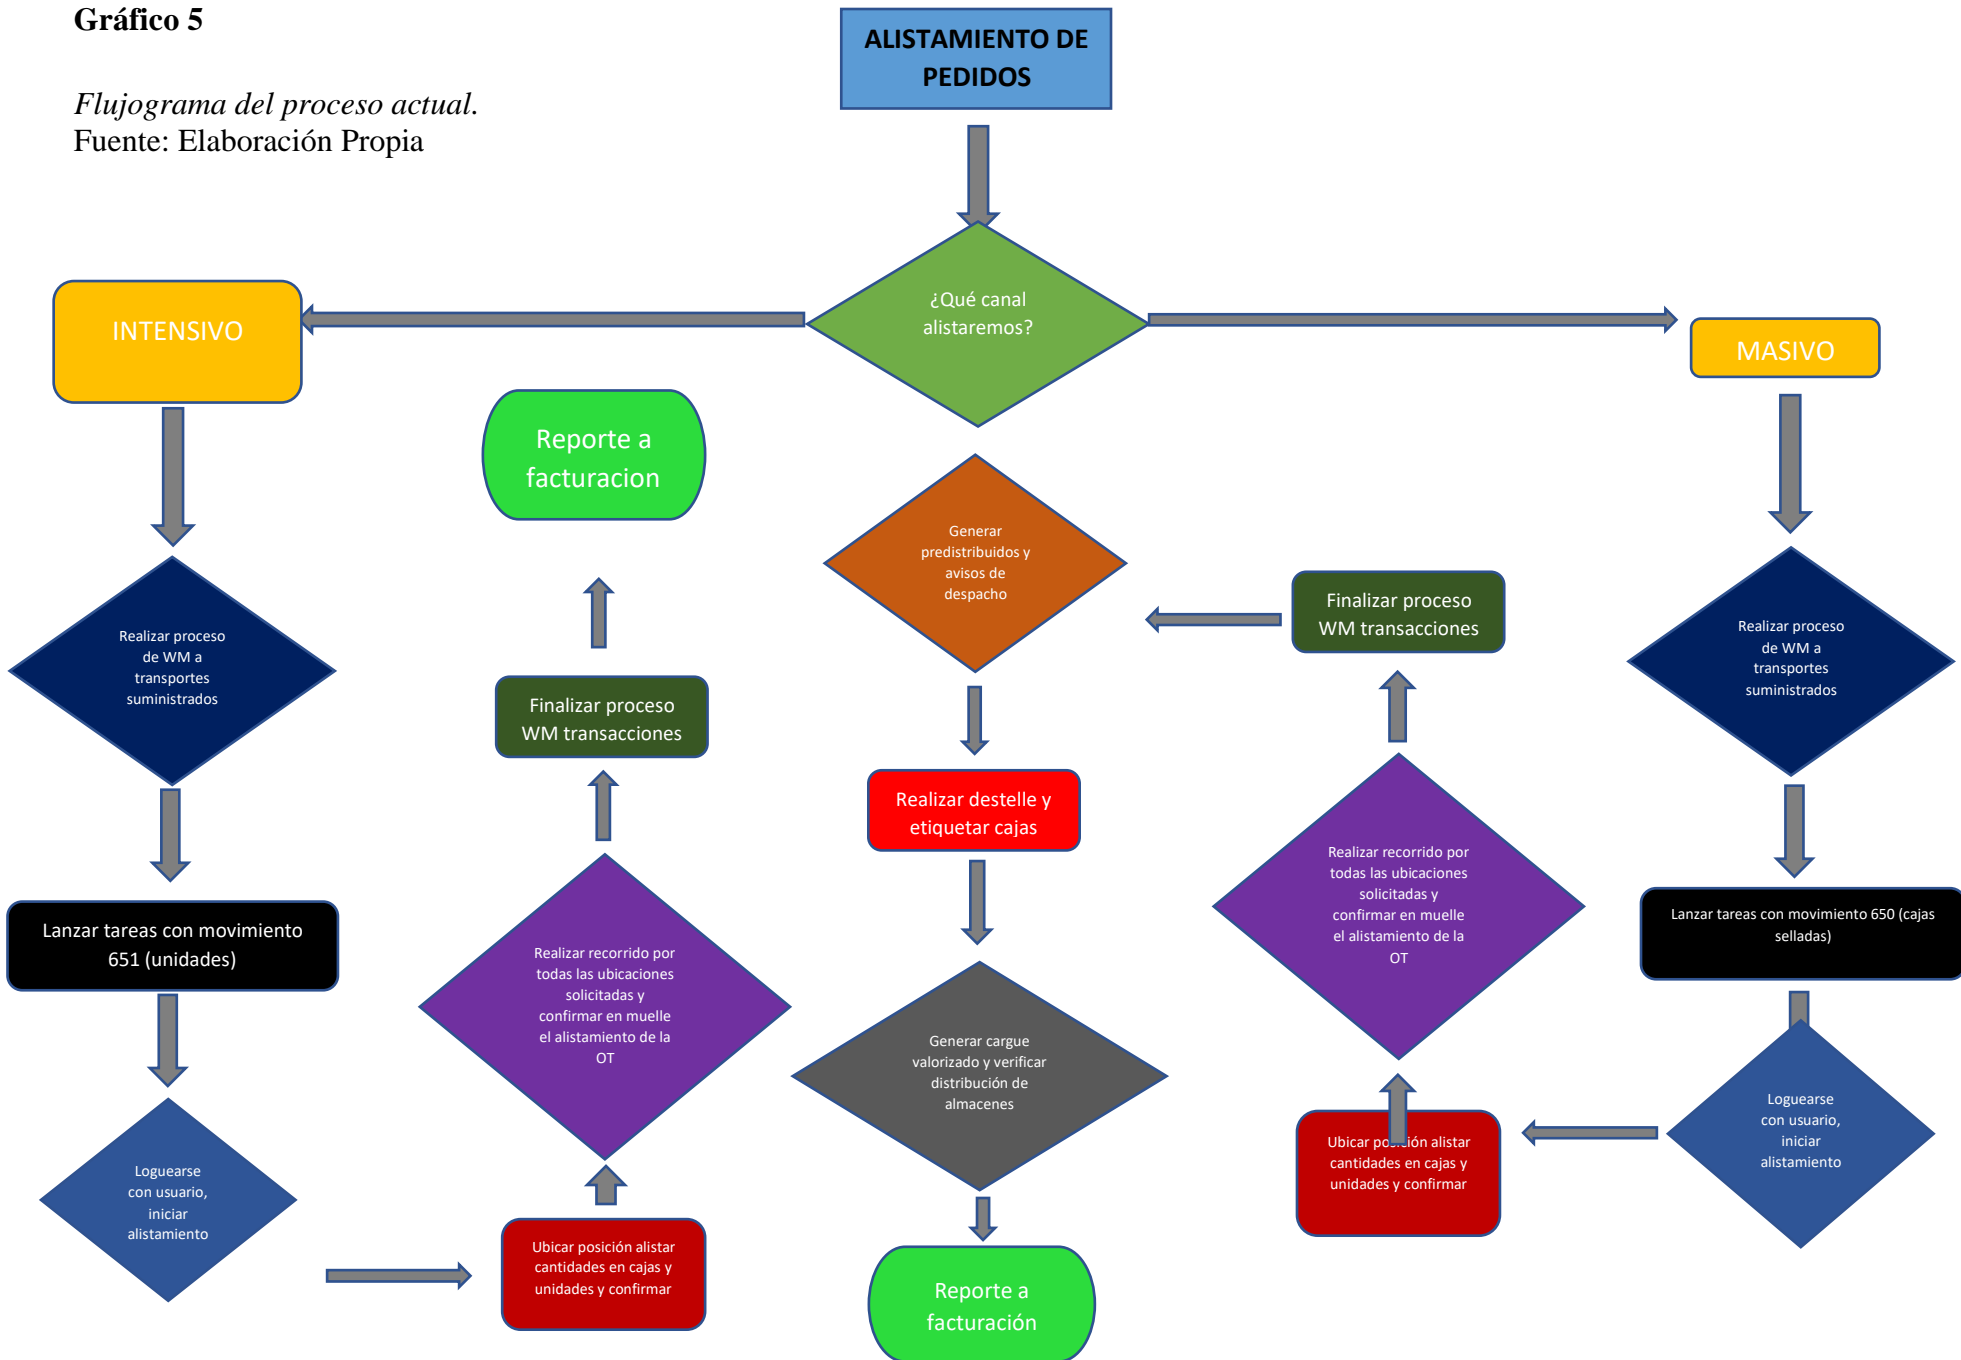 Gráfico 5
Flujograma del proceso actual.
Fuente: Elaboración Propia
ALISTAMIENTO DE
PEDIDOS
¿Qué canal
alistaremos?
INTENSIVO
Realizar proceso
de WM a
transportes
suministrados
Lanzar tareas con movimiento
651 (unidades)
Loguearse
con usuario,
iniciar
alistamiento
Ubicar posición alistar
cantidades en cajas y
unidades y confirmar
Realizar recorrido por
todas las ubicaciones
solicitadas y
confirmar en muelle
el alistamiento de la
OT
Finalizar proceso
WM transacciones
Reporte a
facturacion
MASIVO
Realizar proceso
de WM a
transportes
suministrados
Lanzar tareas con movimiento 650 (cajas
selladas)
Loguearse
con usuario,
iniciar
alistamiento
Ubicar posición alistar
cantidades en cajas y
unidades y confirmar
Realizar recorrido por
todas las ubicaciones
solicitadas y
confirmar en muelle
el alistamiento de la
OT
Finalizar proceso
WM transacciones
Generar
predistribuidos y
avisos de
despacho
Realizar destelle y
etiquetar cajas
Generar cargue
valorizado y verificar
distribución de
almacenes
Reporte a
facturación